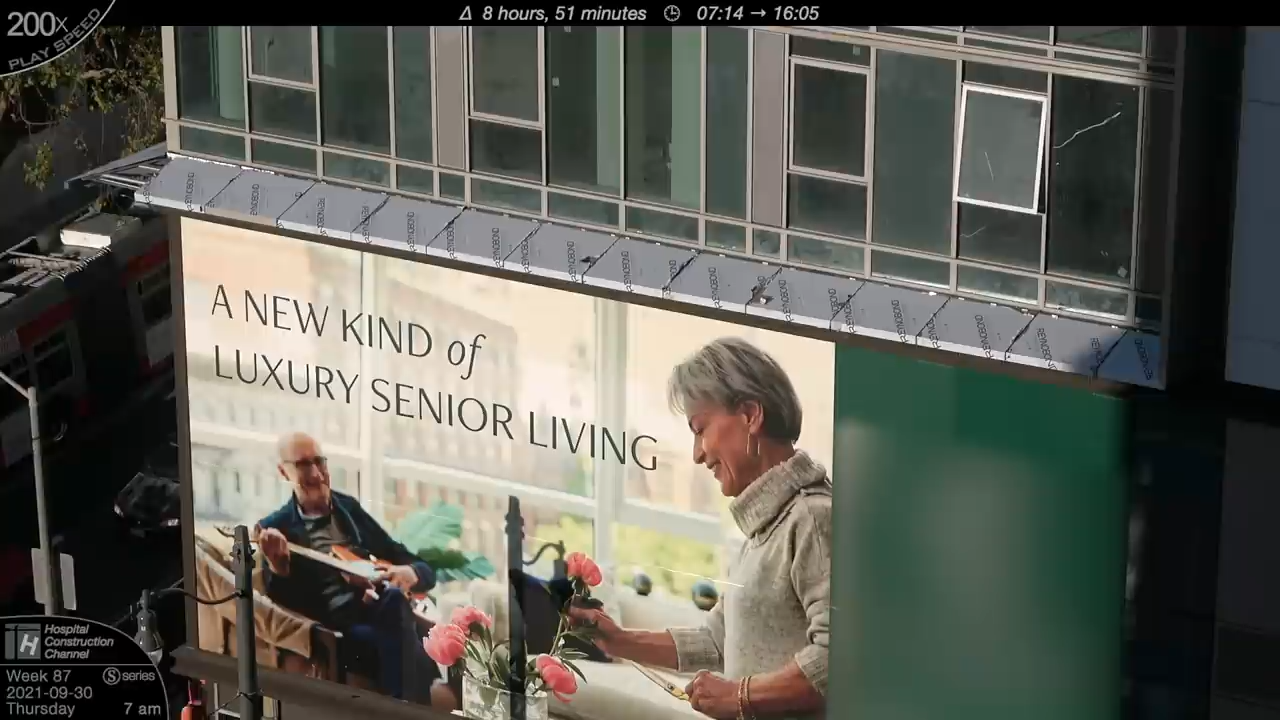 200x
PLAY SPEED
Δ 8 hours, 51 minutes 07:14 → 16:05
REYNOBOND
A NEW KIND of
LUXURY SENIOR LIVING
H
Hospital
Construction
Channel
Week 87
S series
2021-09-30
Thursday 7 am